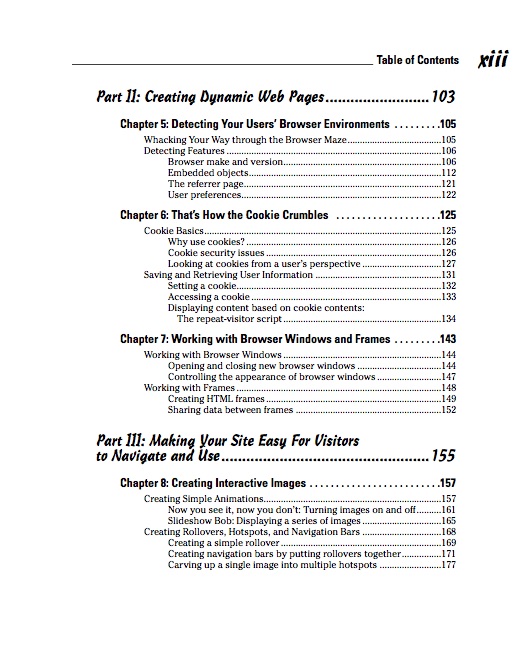 Table of Contents xiii
Part II: Creating Dynamic Web Pages.........................103
Chapter 5: Detecting Your Users' Browser Environments . . . . . . . . .105
Whacking Your Way through the Browser Maze................................105
Detecting Features ........................................................................106
Browser make and version.....................................................106
Embedded objects.................................................................112
The referrer page...................................................................121
User preferences....................................................................122
Chapter 6: That's How the Cookie Crumbles . . . . . . . . . . . . . . . . . .125
Cookie Basics................................................................................125
Why use cookies? ..................................................................126
Cookie security issues ...........................................................126
Looking at cookies from a user's perspective ...........................127
Saving and Retrieving User Information ..........................................131
Setting a cookie.....................................................................132
Accessing a cookie ................................................................133
Displaying content based on cookie contents:
The repeat-visitor script .....................................................134
Chapter 7: Working with Browser Windows and Frames . . . . . . . . .143
Working with Browser Windows .....................................................144
Opening and closing new browser windows ............................144
Controlling the appearance of browser windows ......................147
Working with Frames.....................................................................148
Creating HTML frames...........................................................149
Sharing data between frames .................................................152
Part III: Making Your Site Easy For Visitors
to Navigate and Use.................................................155
Chapter 8: Creating Interactive Images . . . . . . . . . . . . . . . . . . . . . . .157
Creating Simple Animations............................................................157
Now you see it, now you don't: Turning images on and off.........161
Slideshow Bob: Displaying a series of images ...........................165
Creating Rollovers, Hotspots, and Navigation Bars ...........................168
Creating a simple rollover ......................................................169
Creating navigation bars by putting rollovers together..............171
Carving up a single image into multiple hotspots .....................177